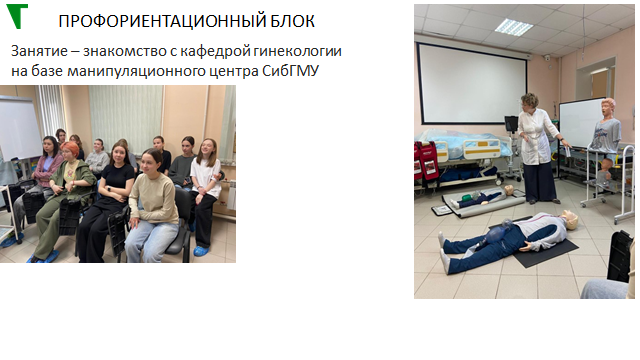 ПРОФОРИЕНТАЦИОННЫЙ БЛОК
Занятие – знакомство с кафедрой гинекологии
на базе манипуляционного центра СибГМУ